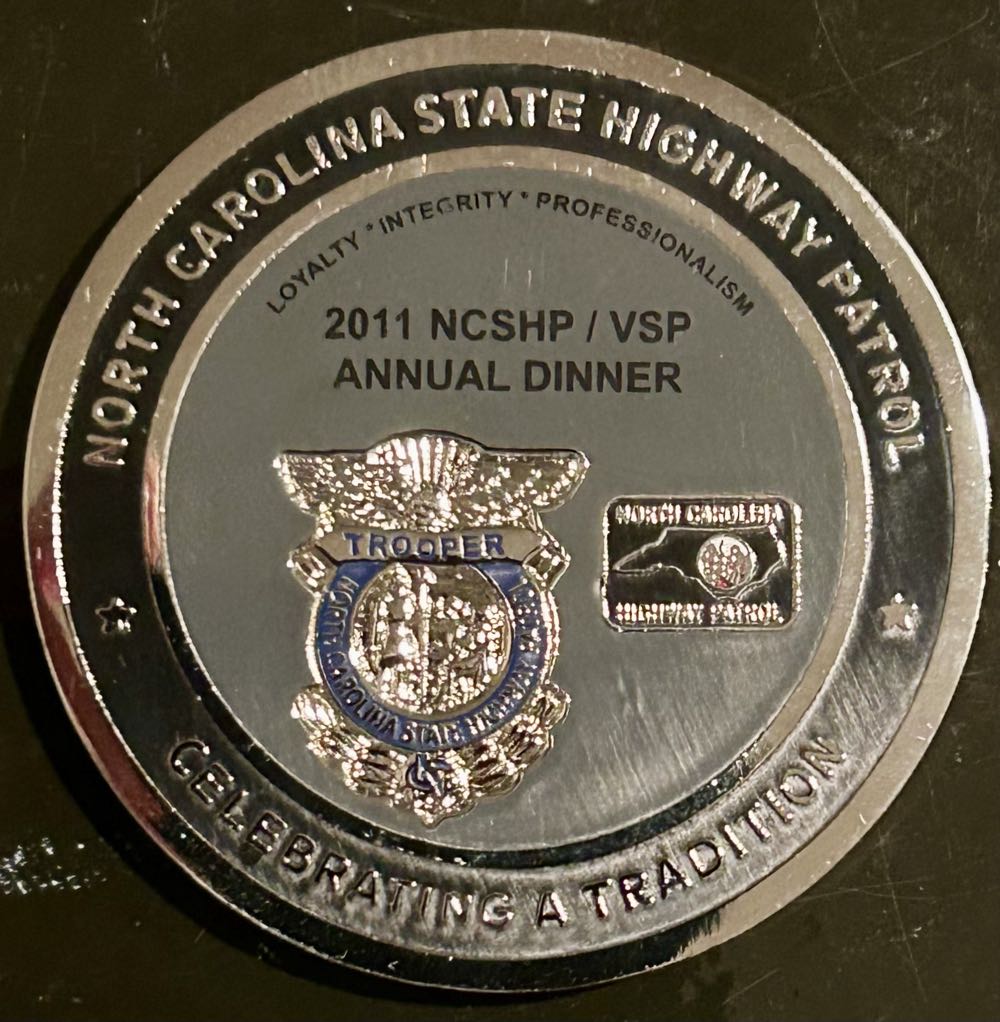 NORTH CAROLINA STATE HIGHWAY PATROL
LOYALTY * INTEGRITY * PROFESSIONALISM
2011 NCSHP / VSP
ANNUAL DINNER
TROOPER
NORTH CAROLINA STATE HIGHWAY PATROL
NORTH CAROLINA
HIGHWAY PATROL
CELEBRATING A TRADITION